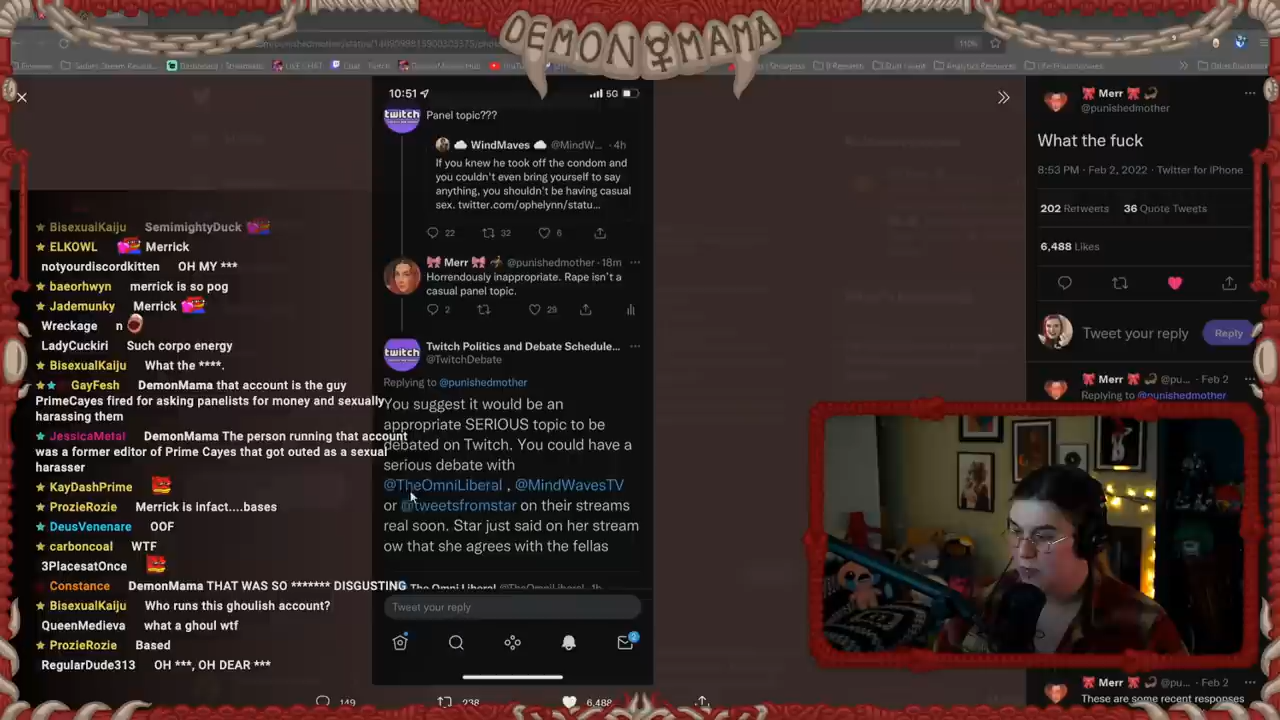 DEMON MAMA
110%
10:51
5G
twitch
Panel topic???
WindMaves @MindW... · 4h
If you knew he took off the condom and
you couldn't even bring yourself to say
anything, you shouldn't be having casual
sex. twitter.com/ophelynn/statu...
22 32 6
Merr @punishedmother · 18m
Horrendously inappropriate. Rape isn't a
casual panel topic.
2 29
twitch
Twitch Politics and Debate Schedule...
@TwitchDebate
Replying to @punishedmother
You suggest it would be an
appropriate SERIOUS topic to be
debated on Twitch. You could have a
serious debate with
@TheOmniLiberal , @MindWavesTV
or @tweetsfromstar on their streams
real soon. Star just said on her stream
ow that she agrees with the fellas
The Omni Liberal @TheOmniLiberal · 1h
Tweet your reply
2
149 238 6,488
BisexualKaiju SemimightyDuck
ELKOWL Merrick
notyourdiscordkitten OH MY ***
baeorhwyn merrick is so pog
Jademunky Merrick
Wreckage n
LadyCuckiri Such corpo energy
BisexualKaiju What the ****.
GayFesh DemonMama that account is the guy
PrimeCayes fired for asking panelists for money and sexually
harassing them
JessicaMetal DemonMama The person running that account
was a former editor of Prime Cayes that got outed as a sexual
harasser
KayDashPrime
ProzieRozie Merrick is infact....bases
DeusVenenare OOF
carboncoal WTF
3PlacesatOnce
Constance DemonMama THAT WAS SO ******* DISGUSTING
BisexualKaiju Who runs this ghoulish account?
QueenMedieva what a ghoul wtf
ProzieRozie Based
RegularDude313 OH ***, OH DEAR ***
Merr
@punishedmother
What the fuck
8:53 PM · Feb 2, 2022 · Twitter for iPhone
202 Retweets 36 Quote Tweets
6,488 Likes
Tweet your reply
Reply
Merr @pu... · Feb 2
Replying to @punishedmother
Merr @pu... · Feb 2
These are some recent responses